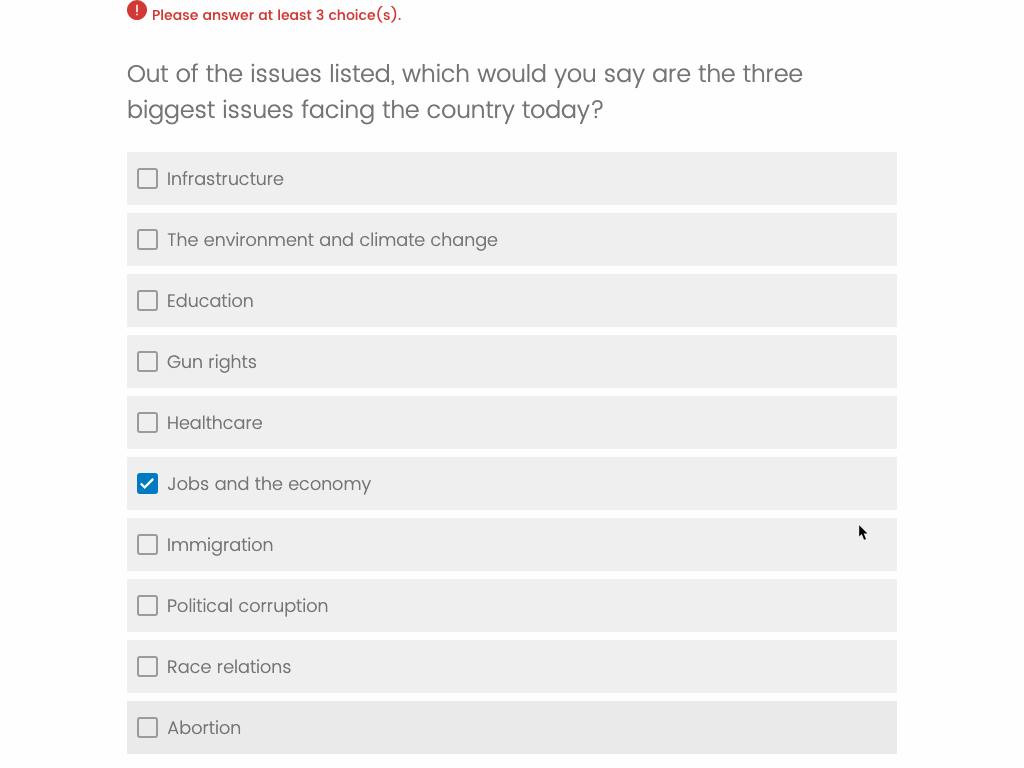 Please answer at least 3 choice(s).
Out of the issues listed, which would you say are the three
biggest issues facing the country today?
Infrastructure
The environment and climate change
Education
Gun rights
Healthcare
Jobs and the economy
Immigration
Political corruption
Race relations
Abortion